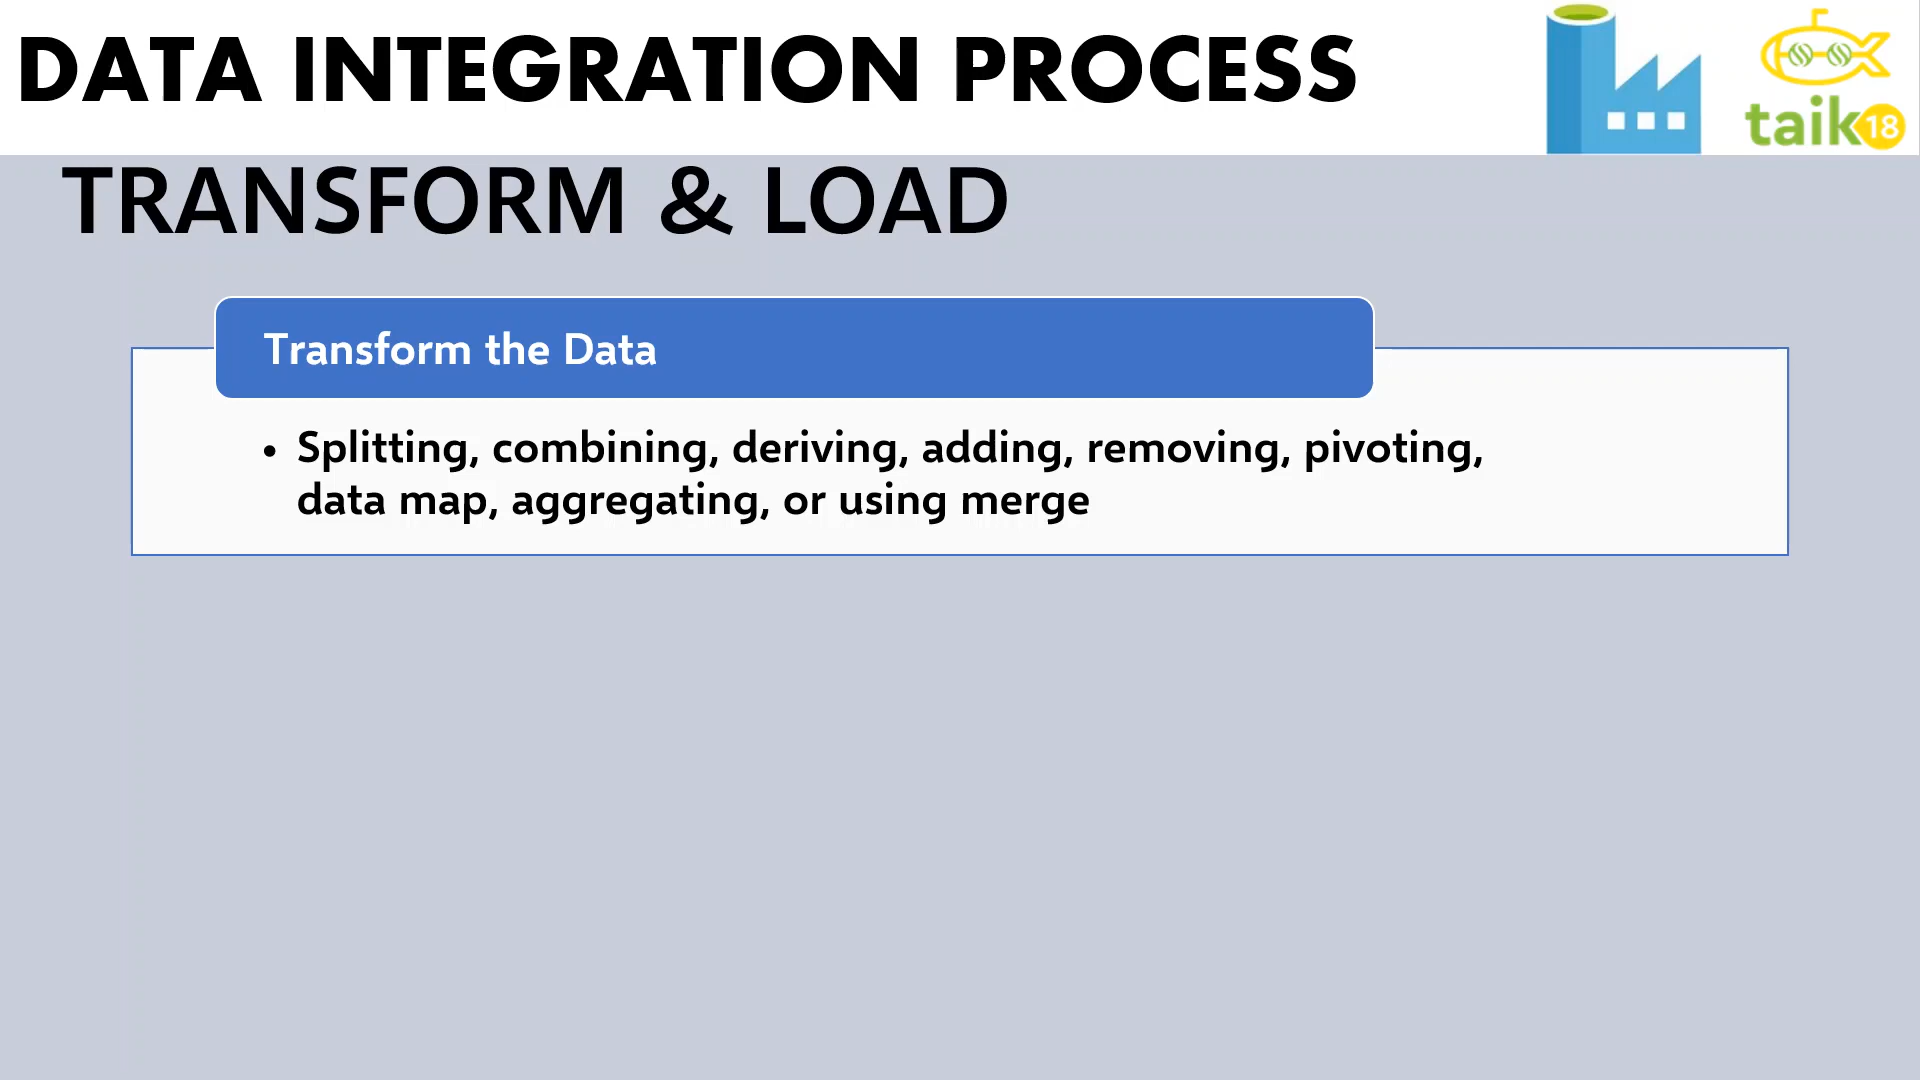 DATA INTEGRATION PROCESS
taik18
TRANSFORM & LOAD
Transform the Data
• Splitting, combining, deriving, adding, removing, pivoting,
data map, aggregating, or using merge